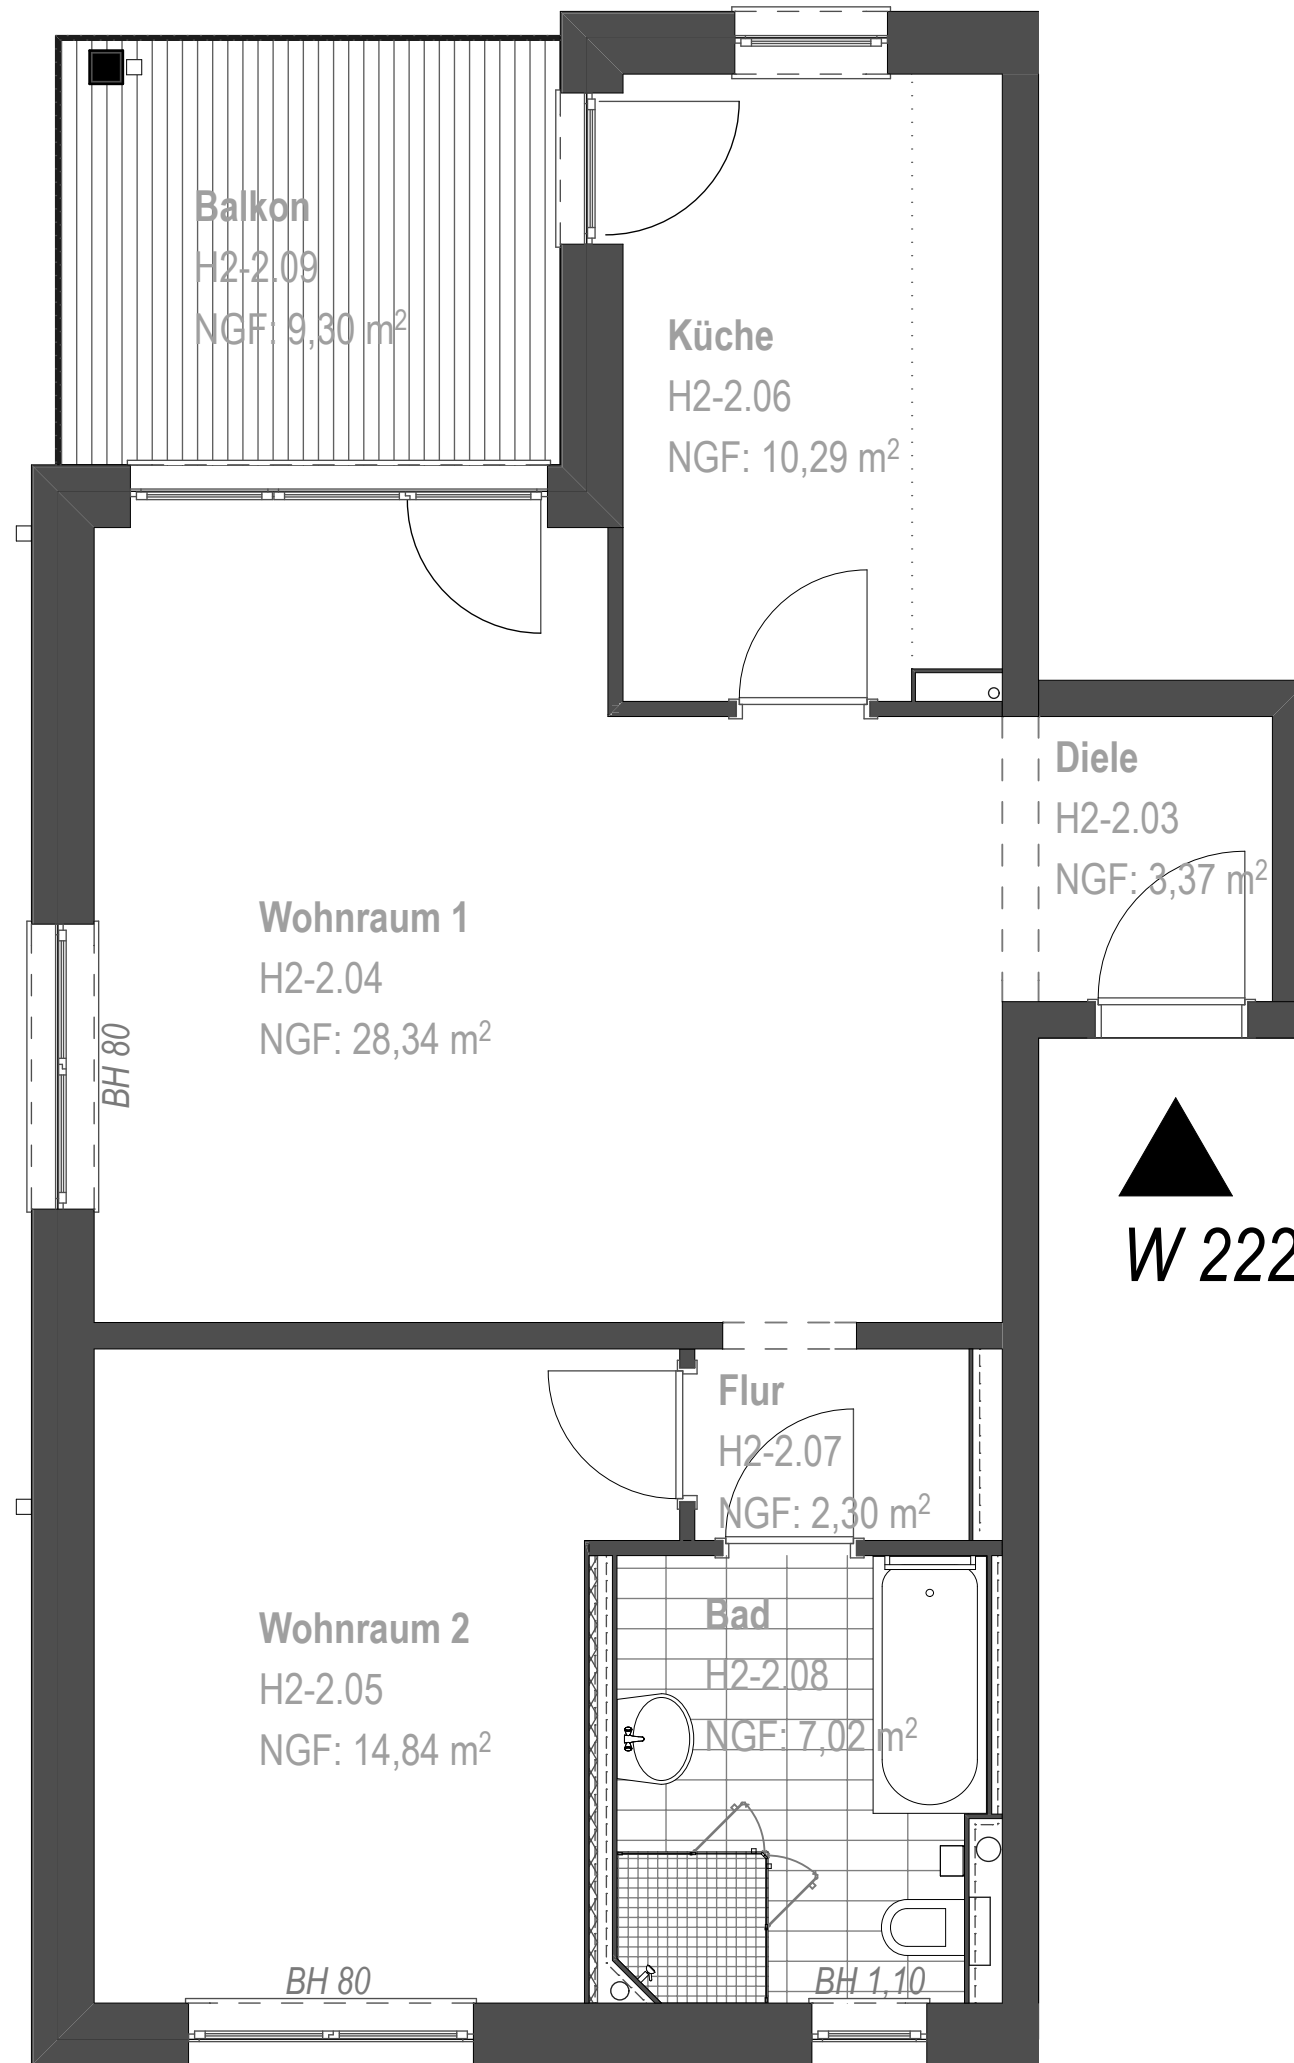 Balkon
H2-2.09
NGF: 9,30 m²
Küche
H2-2.06
NGF: 10,29 m²
Diele
H2-2.03
NGF: 3,37 m²
Wohnraum 1
H2-2.04
NGF: 28,34 m²
BH 80
W 222
Flur
H2-2.07
NGF: 2,30 m²
Wohnraum 2
H2-2.05
NGF: 14,84 m²
Bad
H2-2.08
NGF: 7,02 m²
BH 80
BH 1,10